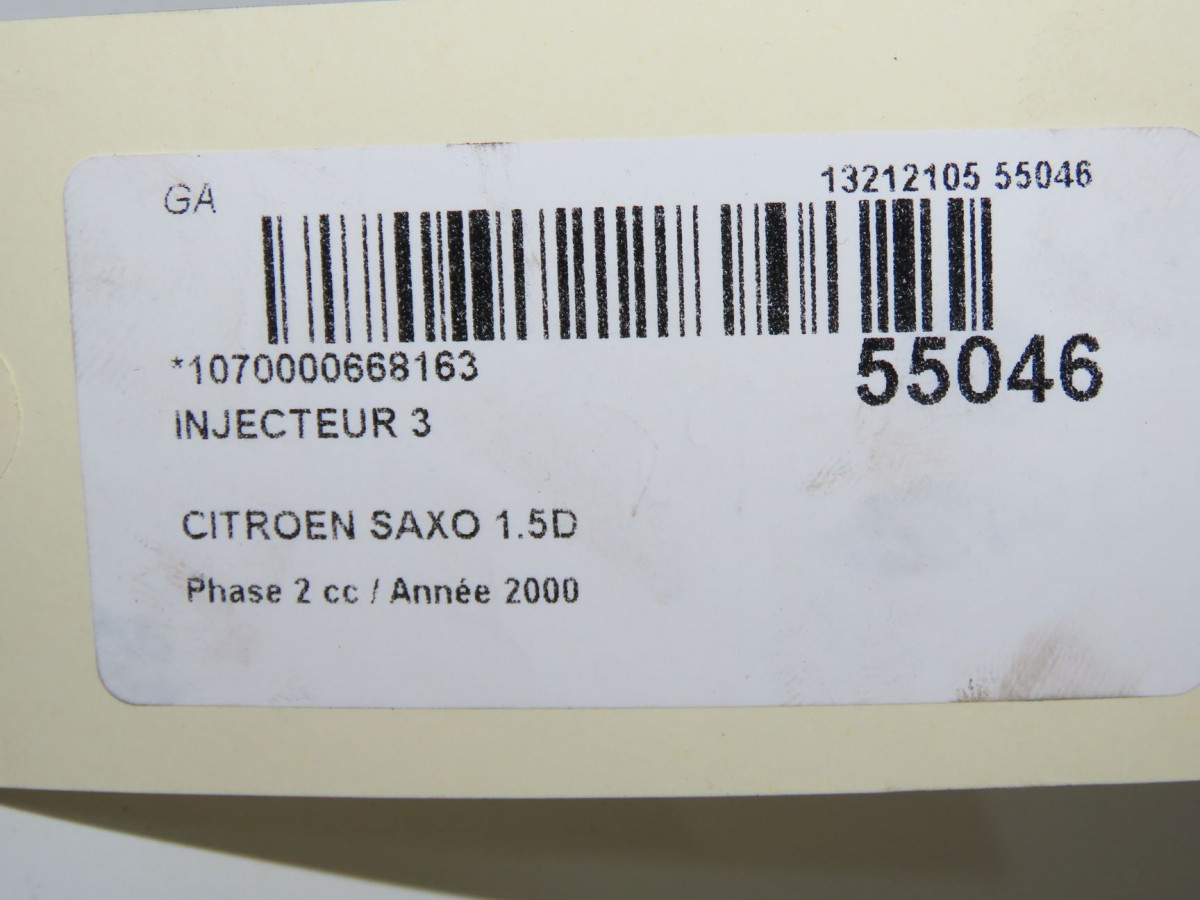 GA
13212105 55046
*1070000668163
55046
INJECTEUR 3
CITROEN SAXO 1.5D
Phase 2 cc / Année 2000